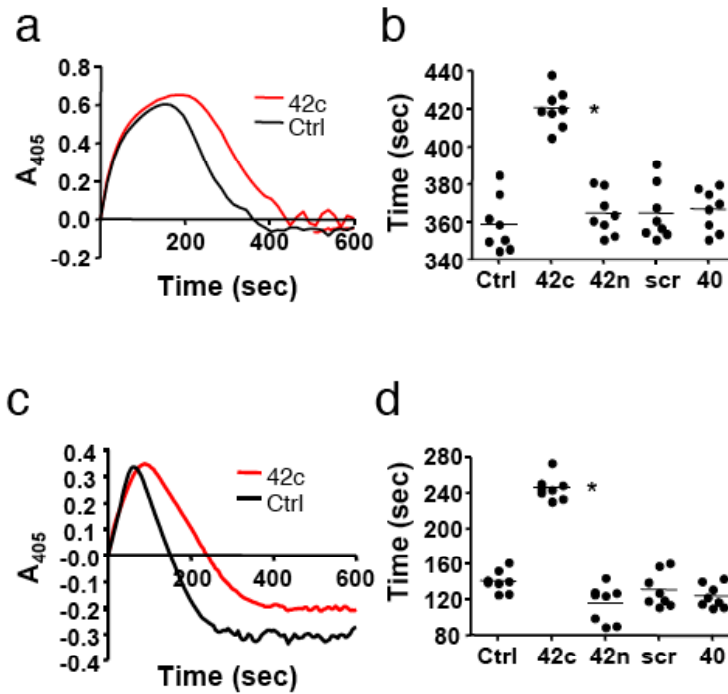 a
0.8
0.6
0.4
0.2
0.0
-0.2
A405
200
400
600
Time (sec)
42c
Ctrl
b
440
420
400
380
360
340
Time (sec)
*
Ctrl 42c 42n scr 40
c
0.4
0.3
0.2
0.1
-0.0
-0.1
-0.2
-0.3
-0.4
A405
200
400
600
Time (sec)
42c
Ctrl
d
280
240
200
160
120
80
Time (sec)
*
Ctrl 42c 42n scr 40